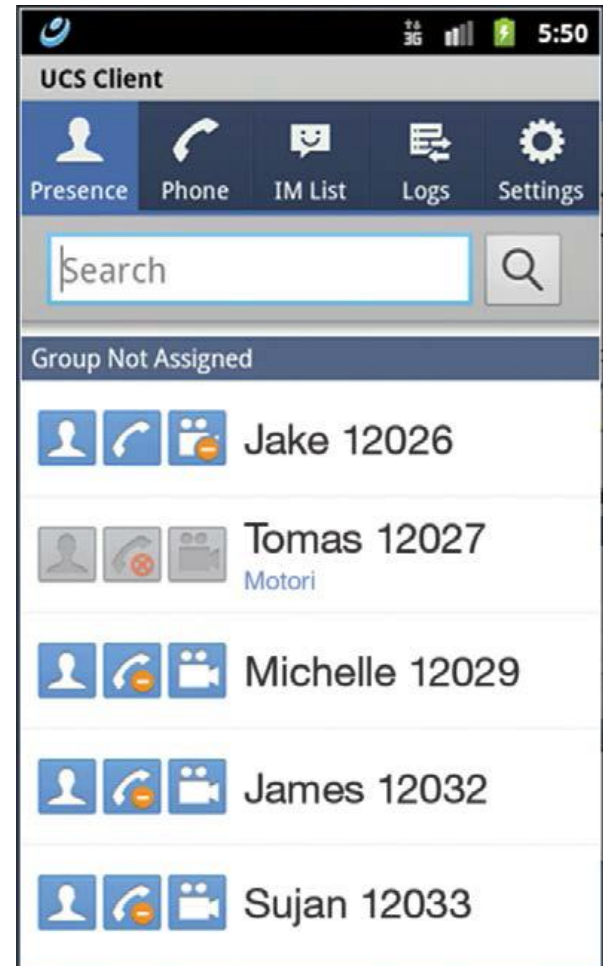 3G 5:50
UCS Client
Presence Phone IM List Logs Settings
Search
Group Not Assigned
Jake 12026
Tomas 12027
Motori
Michelle 12029
James 12032
Sujan 12033